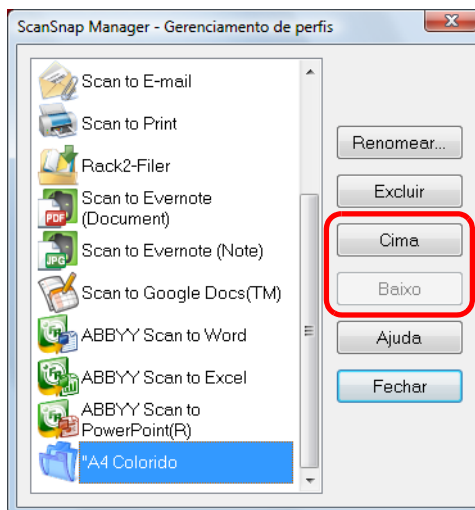 ScanSnap Manager - Gerenciamento de perfis
Scan to E-mail
Scan to Print
Rack2-Filer
Scan to Evernote
(Document)
Scan to Evernote (Note)
Scan to Google Docs(TM)
ABBYY Scan to Word
ABBYY Scan to Excel
ABBYY Scan to
PowerPoint(R)
"A4 Colorido
Renomear...
Excluir
Cima
Baixo
Ajuda
Fechar
PDF
JPG